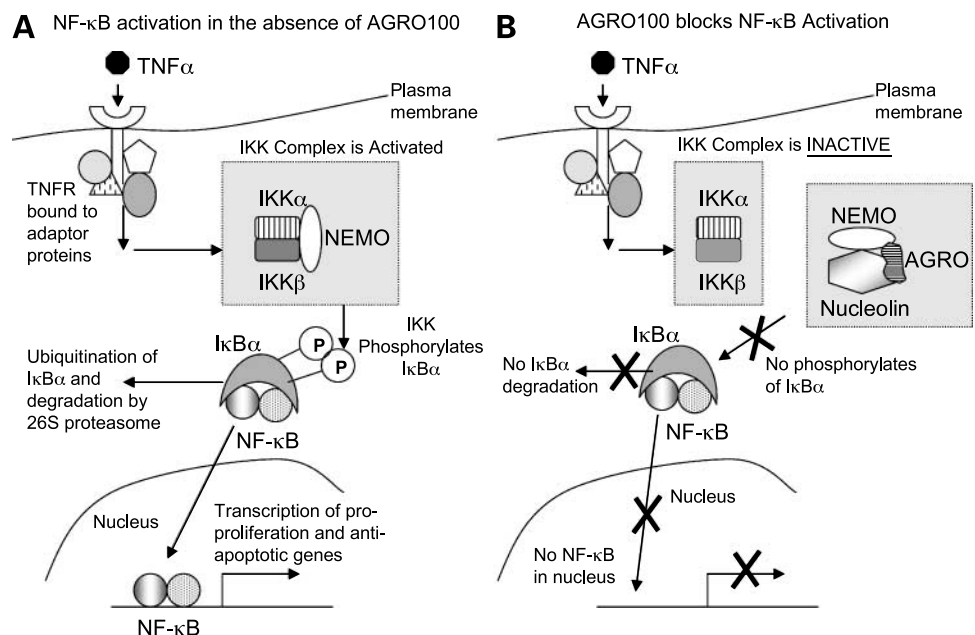 A NF-κB activation in the absence of AGRO100
TNFα
Plasma
membrane
IKK Complex is Activated
TNFR
bound to
adaptor
proteins
IKKα
NEMO
IKKβ
IκBα
P
P
IKK
Phosphorylates
IκBα
Ubiquitination of
IκBα and
degradation by
26S proteasome
NF-κB
Nucleus
Transcription of pro-
proliferation and anti-
apoptotic genes
NF-κB
B AGRO100 blocks NF-κB Activation
TNFα
Plasma
membrane
IKK Complex is INACTIVE
IKKα
IKKβ
NEMO
AGRO
Nucleolin
IκBα
No IκBα
degradation
No phosphorylates
of IκBα
NF-κB
Nucleus
No NF-κB
in nucleus